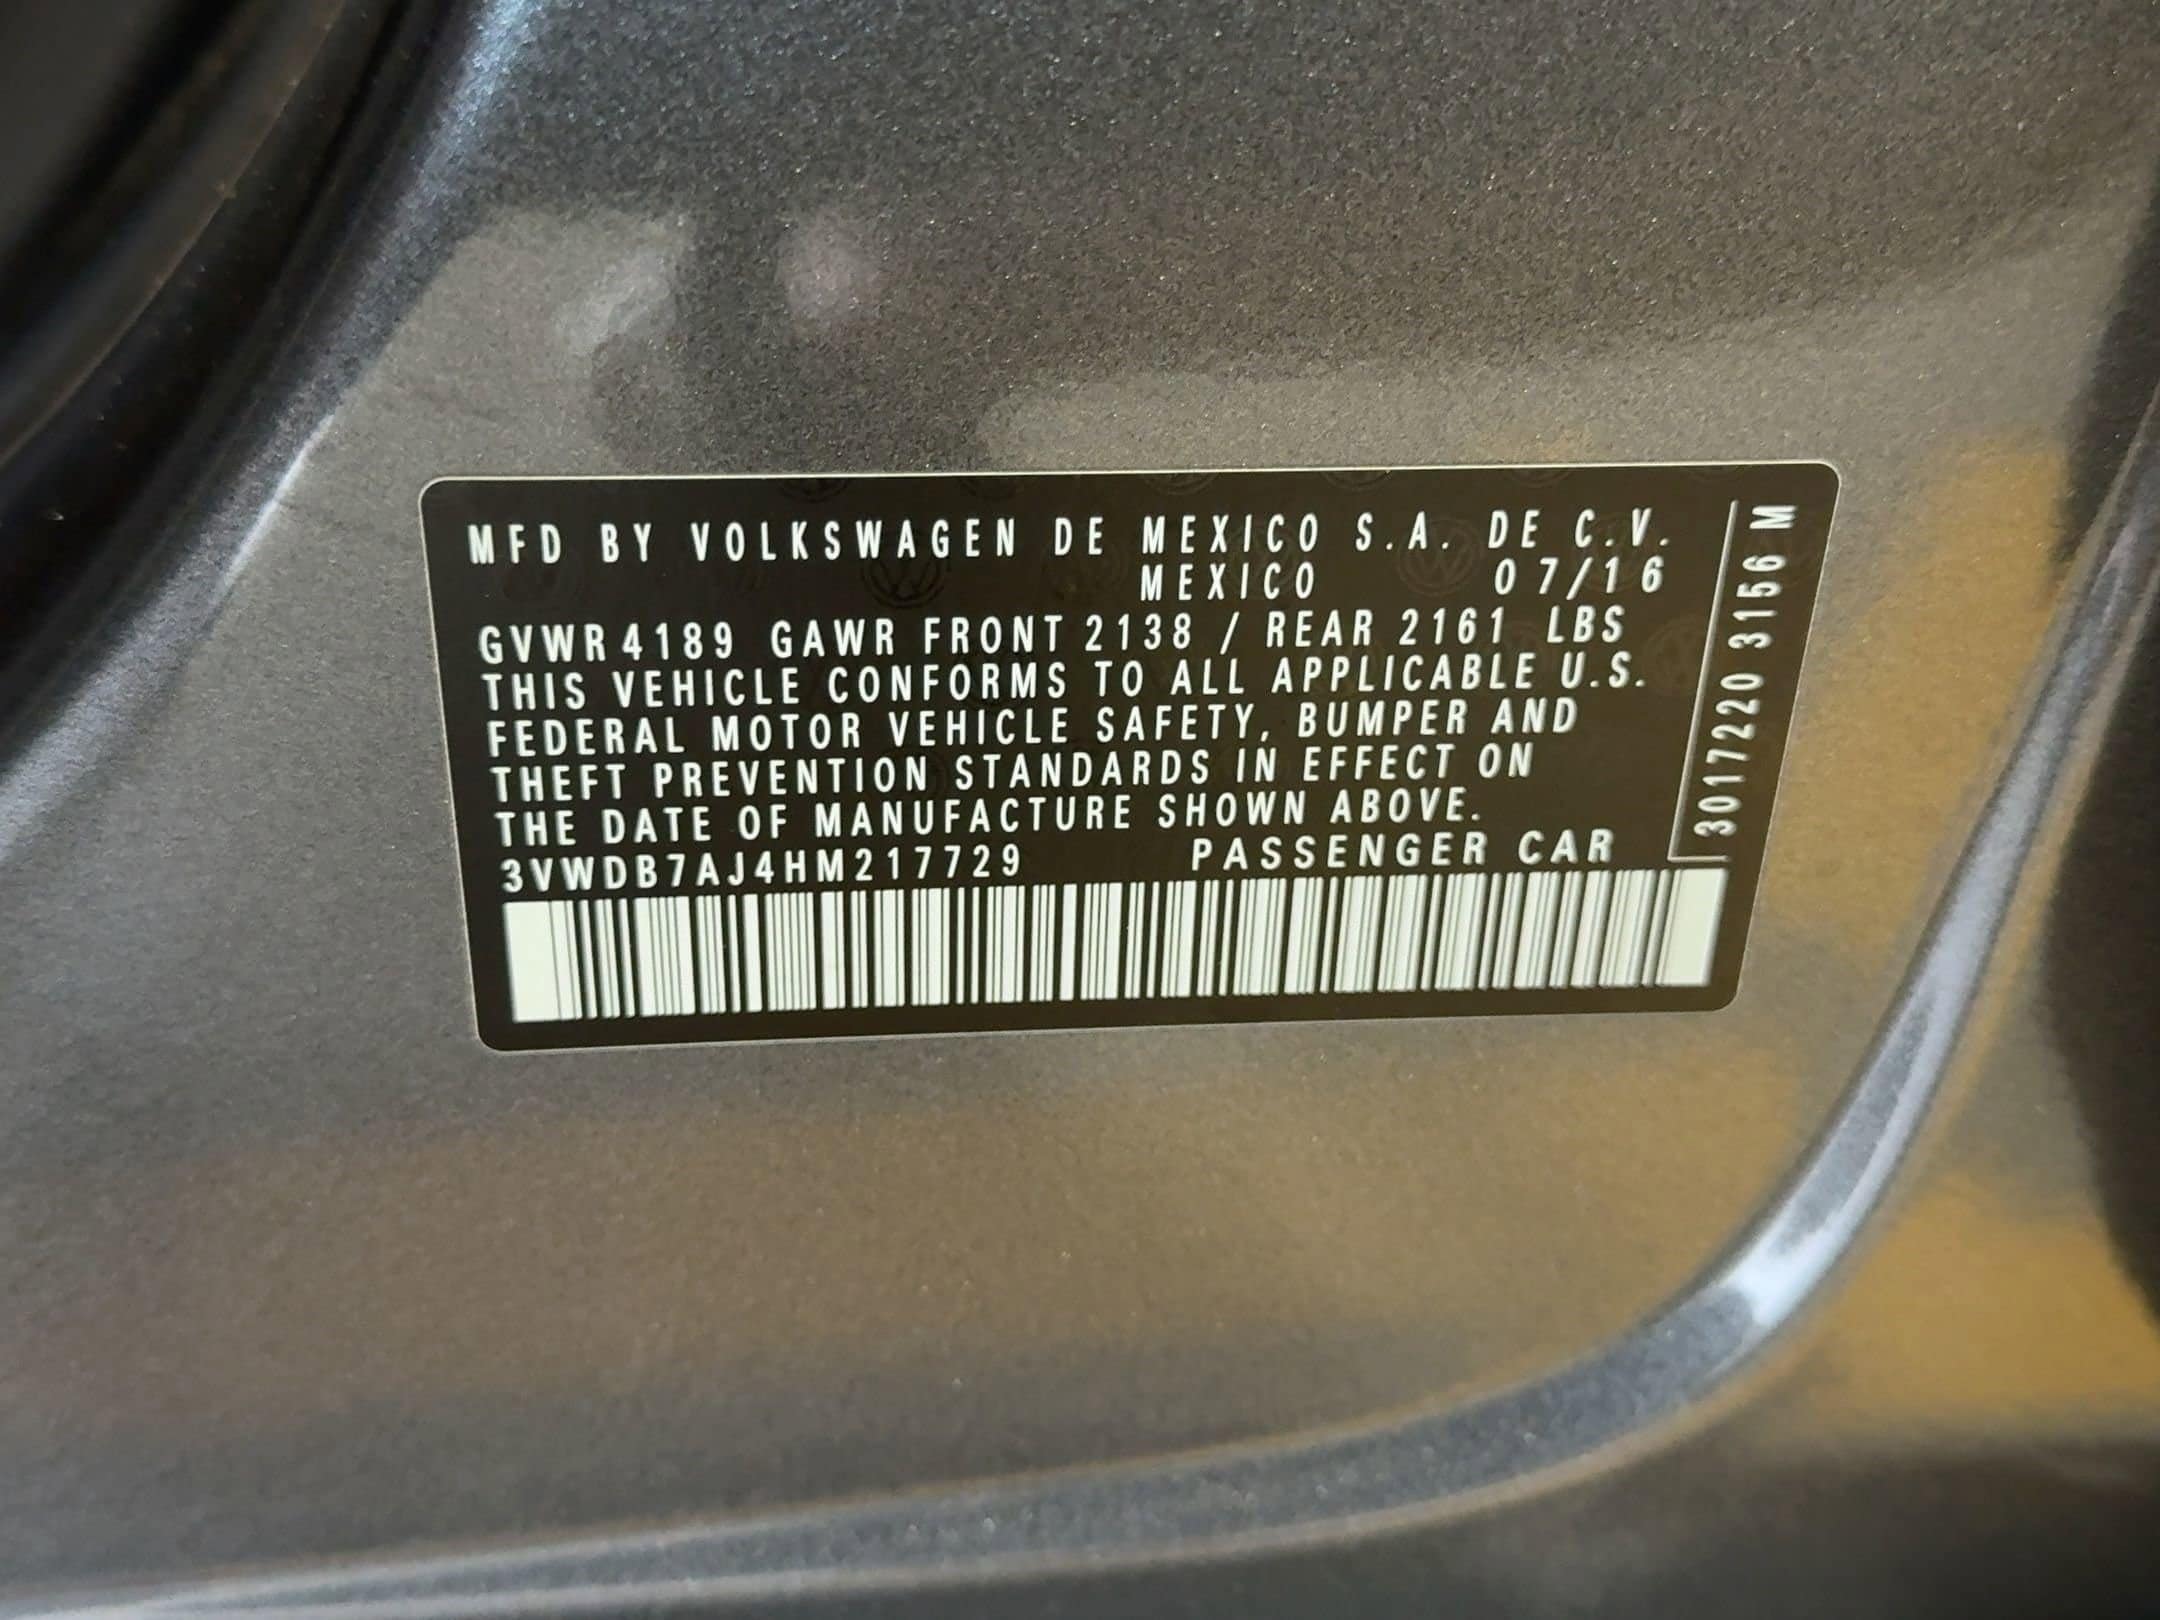 MFD BY VOLKSWAGEN DE MEXICO S.A. DE C.V.
MEXICO 07/16
GVWR 4189 GAWR FRONT 2138 / REAR 2161 LBS
THIS VEHICLE CONFORMS TO ALL APPLICABLE U.S.
FEDERAL MOTOR VEHICLE SAFETY, BUMPER AND
THEFT PREVENTION STANDARDS IN EFFECT ON
THE DATE OF MANUFACTURE SHOWN ABOVE.
3VWDB7AJ4HM217729 PASSENGER CAR
3017220 3156 M